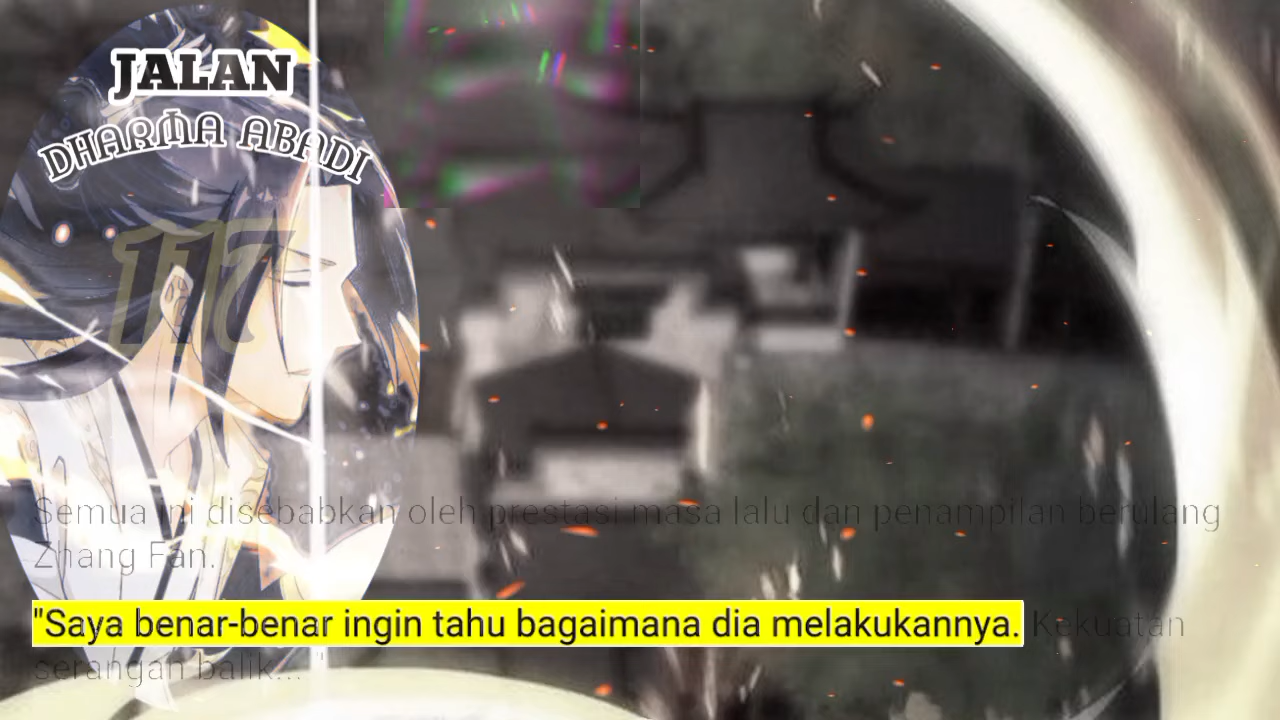 JALAN
DHARMA ABADI
117
Semua ini disebabkan oleh prestasi masa lalu dan penampilan berulang
Zhang Fan.
"Saya benar-benar ingin tahu bagaimana dia melakukannya. Kekuatan
serangan balik... "